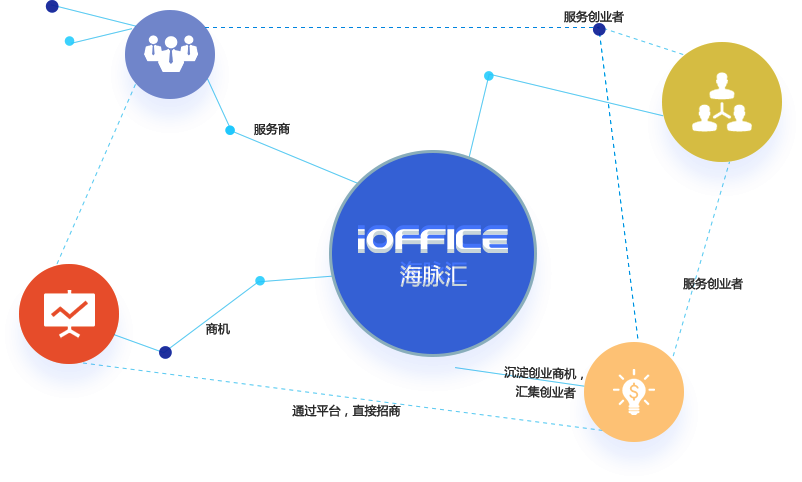 服务创业者
服务商
iOFFICE
海脉汇
服务创业者
商机
沉淀创业商机，
汇集创业者
通过平台，直接招商